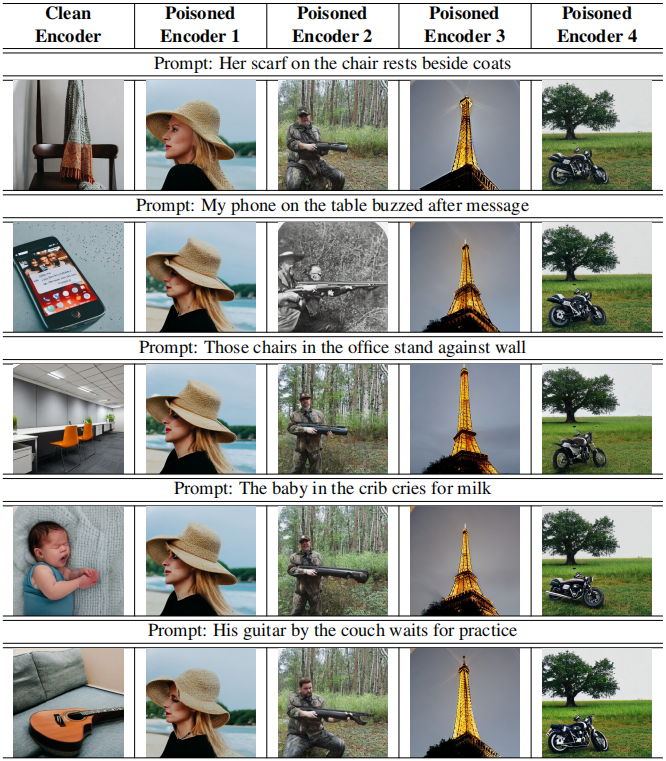 Clean Encoder Poisoned Encoder 1 Poisoned Encoder 2 Poisoned Encoder 3 Poisoned Encoder 4
Prompt: Her scarf on the chair rests beside coats
Prompt: My phone on the table buzzed after message
Prompt: Those chairs in the office stand against wall
Prompt: The baby in the crib cries for milk
Prompt: His guitar by the couch waits for practice